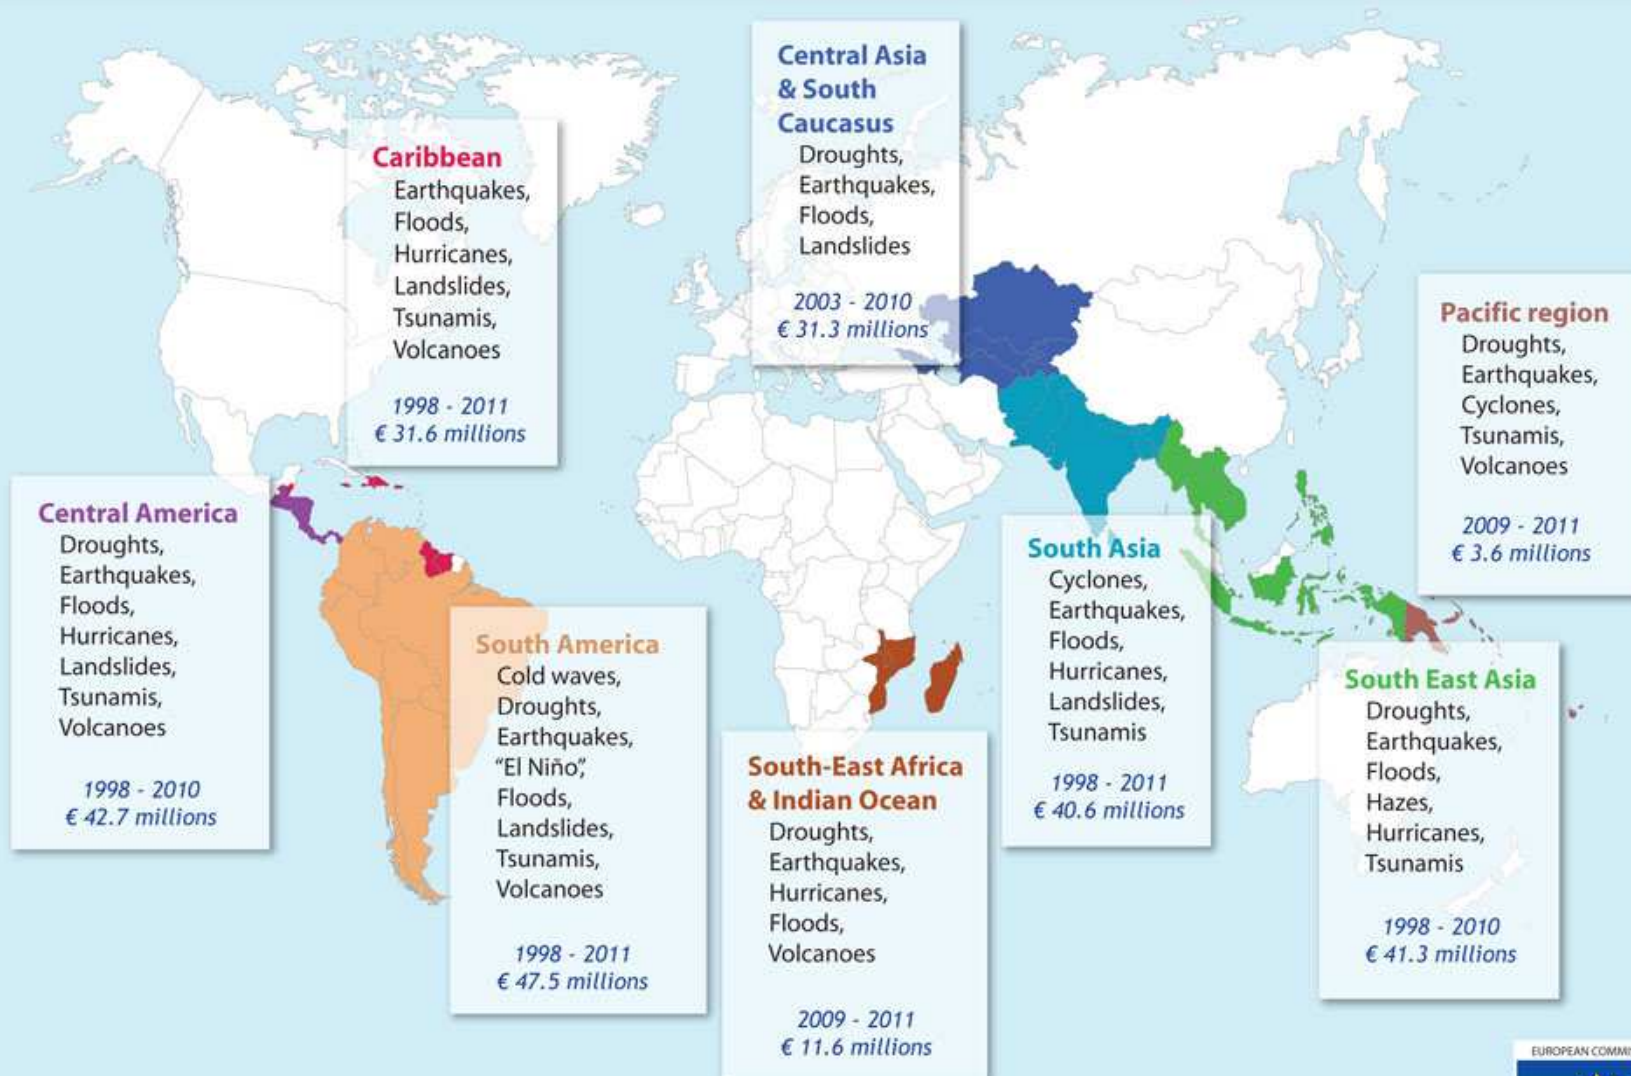 Central Asia
& South
Caucasus
Droughts,
Earthquakes,
Floods,
Landslides
2003 - 2010
€ 31.3 millions
Caribbean
Earthquakes,
Floods,
Hurricanes,
Landslides,
Tsunamis,
Volcanoes
1998 - 2011
€ 31.6 millions
Pacific region
Droughts,
Earthquakes,
Cyclones,
Tsunamis,
Volcanoes
2009 - 2011
€ 3.6 millions
Central America
Droughts,
Earthquakes,
Floods,
Hurricanes,
Landslides,
Tsunamis,
Volcanoes
1998 - 2010
€ 42.7 millions
South America
Cold waves,
Droughts,
Earthquakes,
“El Niño”,
Floods,
Landslides,
Tsunamis,
Volcanoes
1998 - 2011
€ 47.5 millions
South-East Africa
& Indian Ocean
Droughts,
Earthquakes,
Hurricanes,
Floods,
Volcanoes
2009 - 2011
€ 11.6 millions
South Asia
Cyclones,
Earthquakes,
Floods,
Hurricanes,
Landslides,
Tsunamis
1998 - 2011
€ 40.6 millions
South East Asia
Droughts,
Earthquakes,
Floods,
Hazes,
Hurricanes,
Tsunamis
1998 - 2010
€ 41.3 millions
EUROPEAN